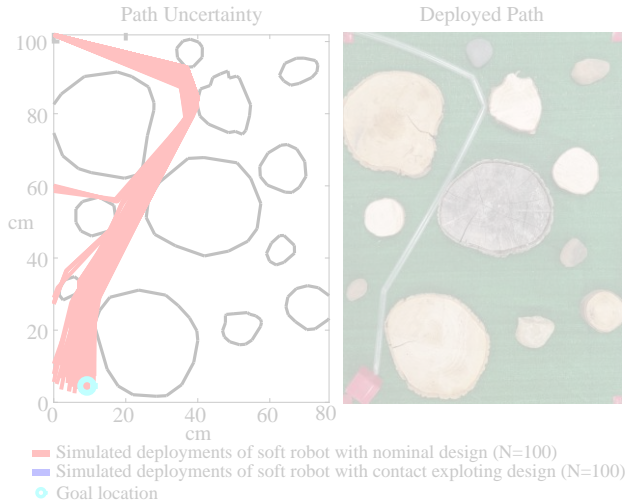 Path Uncertainty
Deployed Path
100
80
60
cm
40
20
0
0 20 40 60 80
cm
Simulated deployments of soft robot with nominal design (N=100)
Simulated deployments of soft robot with contact exploting design (N=100)
Goal location